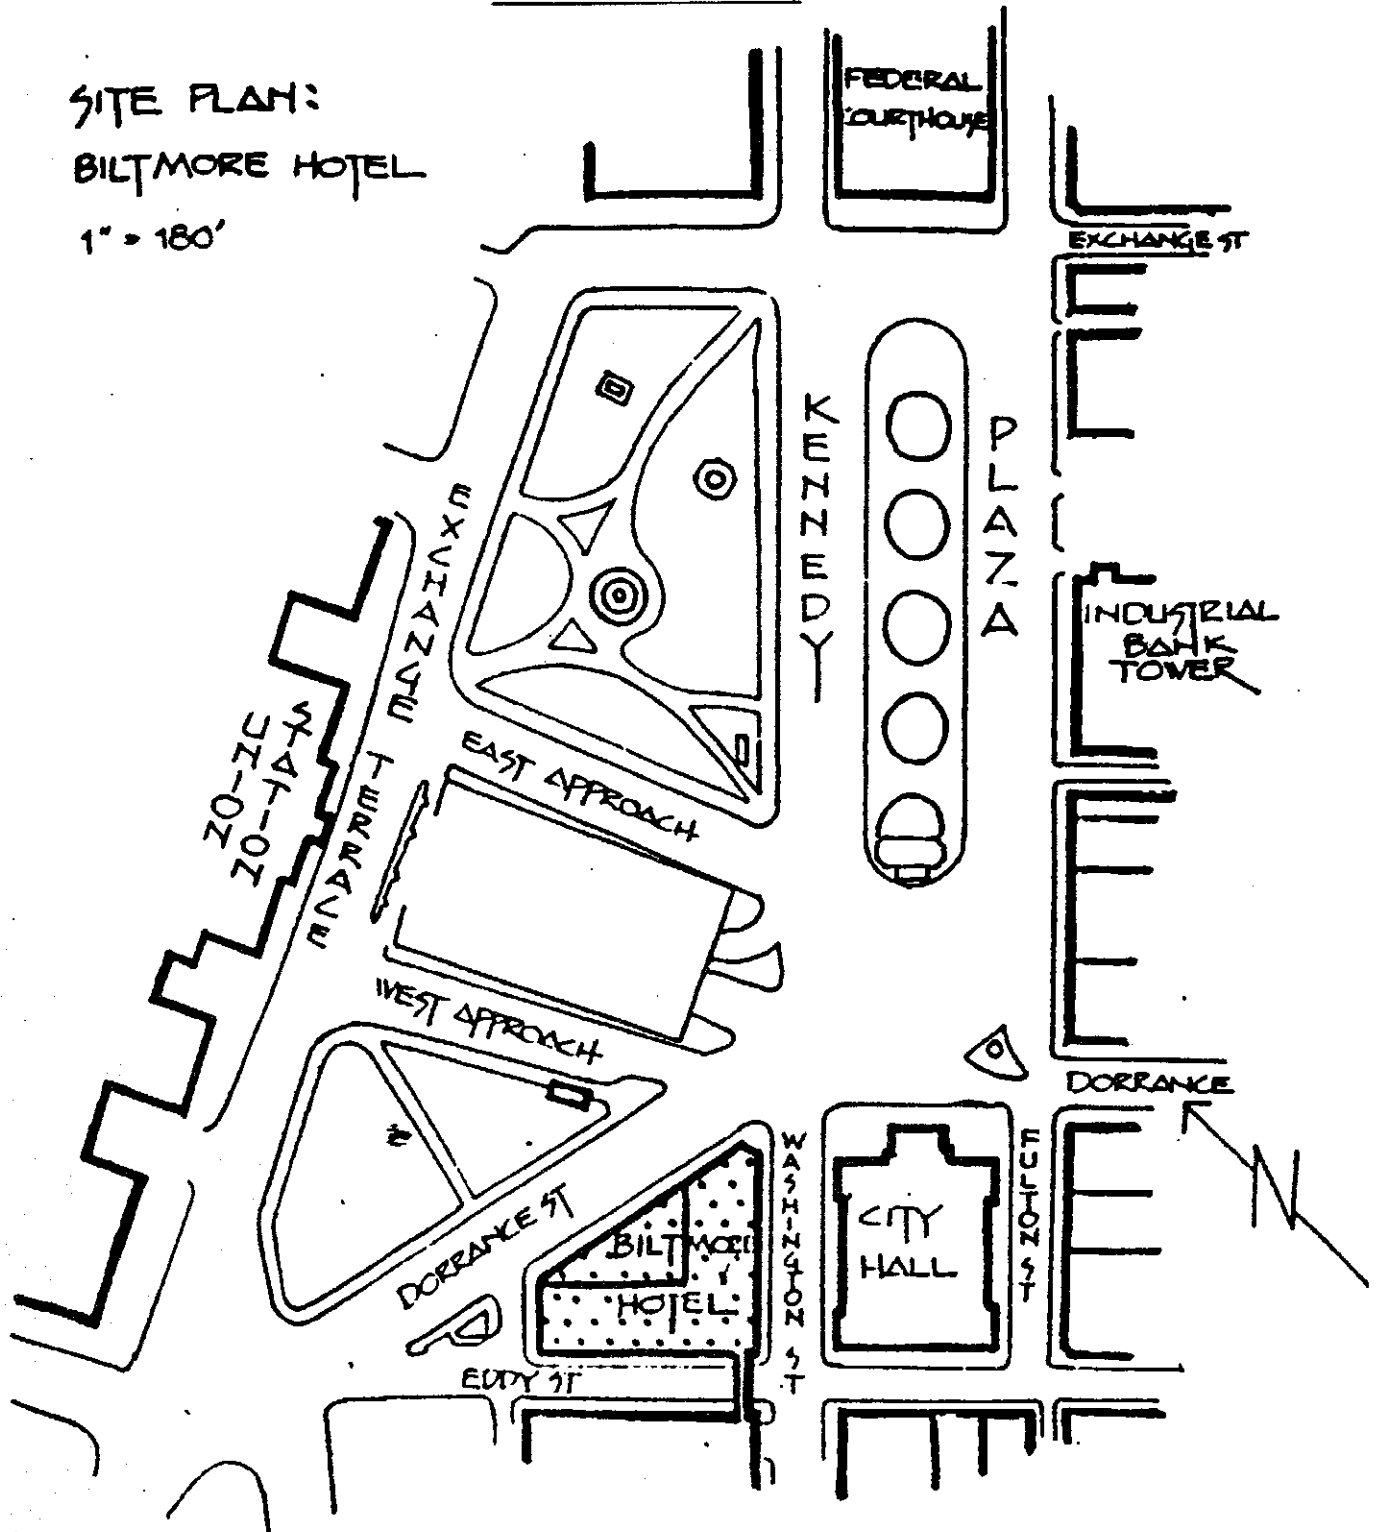 SITE PLAN:
BILTMORE HOTEL
1" = 180'
FEDERAL
COURTHOUSE
EXCHANGE ST
KENNEDY
PLAZA
EXCHANGE TERRACE
INDUSTRIAL
BANK
TOWER
UNION
STATION
EAST APPROACH
WEST APPROACH
DORRANCE
DORRANCE ST
WASHINGTON ST
FULTON ST
CITY
HALL
BILTMORE
HOTEL
EDDY ST
N